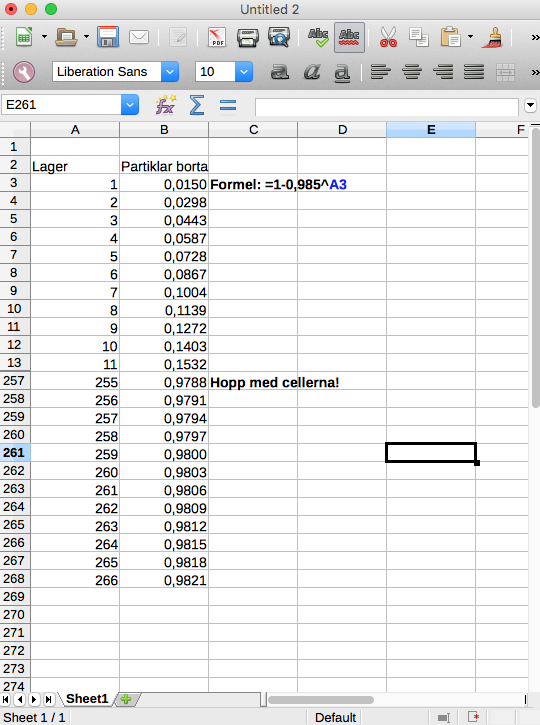 Untitled 2
PDF
Abc
Abc
»
Liberation Sans
10
a
a
a
»
E261
A
B
C
D
E
F
1
2 Lager Partiklar borta
3 1 0,0150 Formel: =1-0,985^A3
4 2 0,0298
5 3 0,0443
6 4 0,0587
7 5 0,0728
8 6 0,0867
9 7 0,1004
10 8 0,1139
11 9 0,1272
12 10 0,1403
13 11 0,1532
257 255 0,9788 Hopp med cellerna!
258 256 0,9791
259 257 0,9794
260 258 0,9797
261 259 0,9800
262 260 0,9803
263 261 0,9806
264 262 0,9809
265 263 0,9812
266 264 0,9815
267 265 0,9818
268 266 0,9821
269
270
271
272
273
274
Sheet1
Sheet 1 / 1
Default